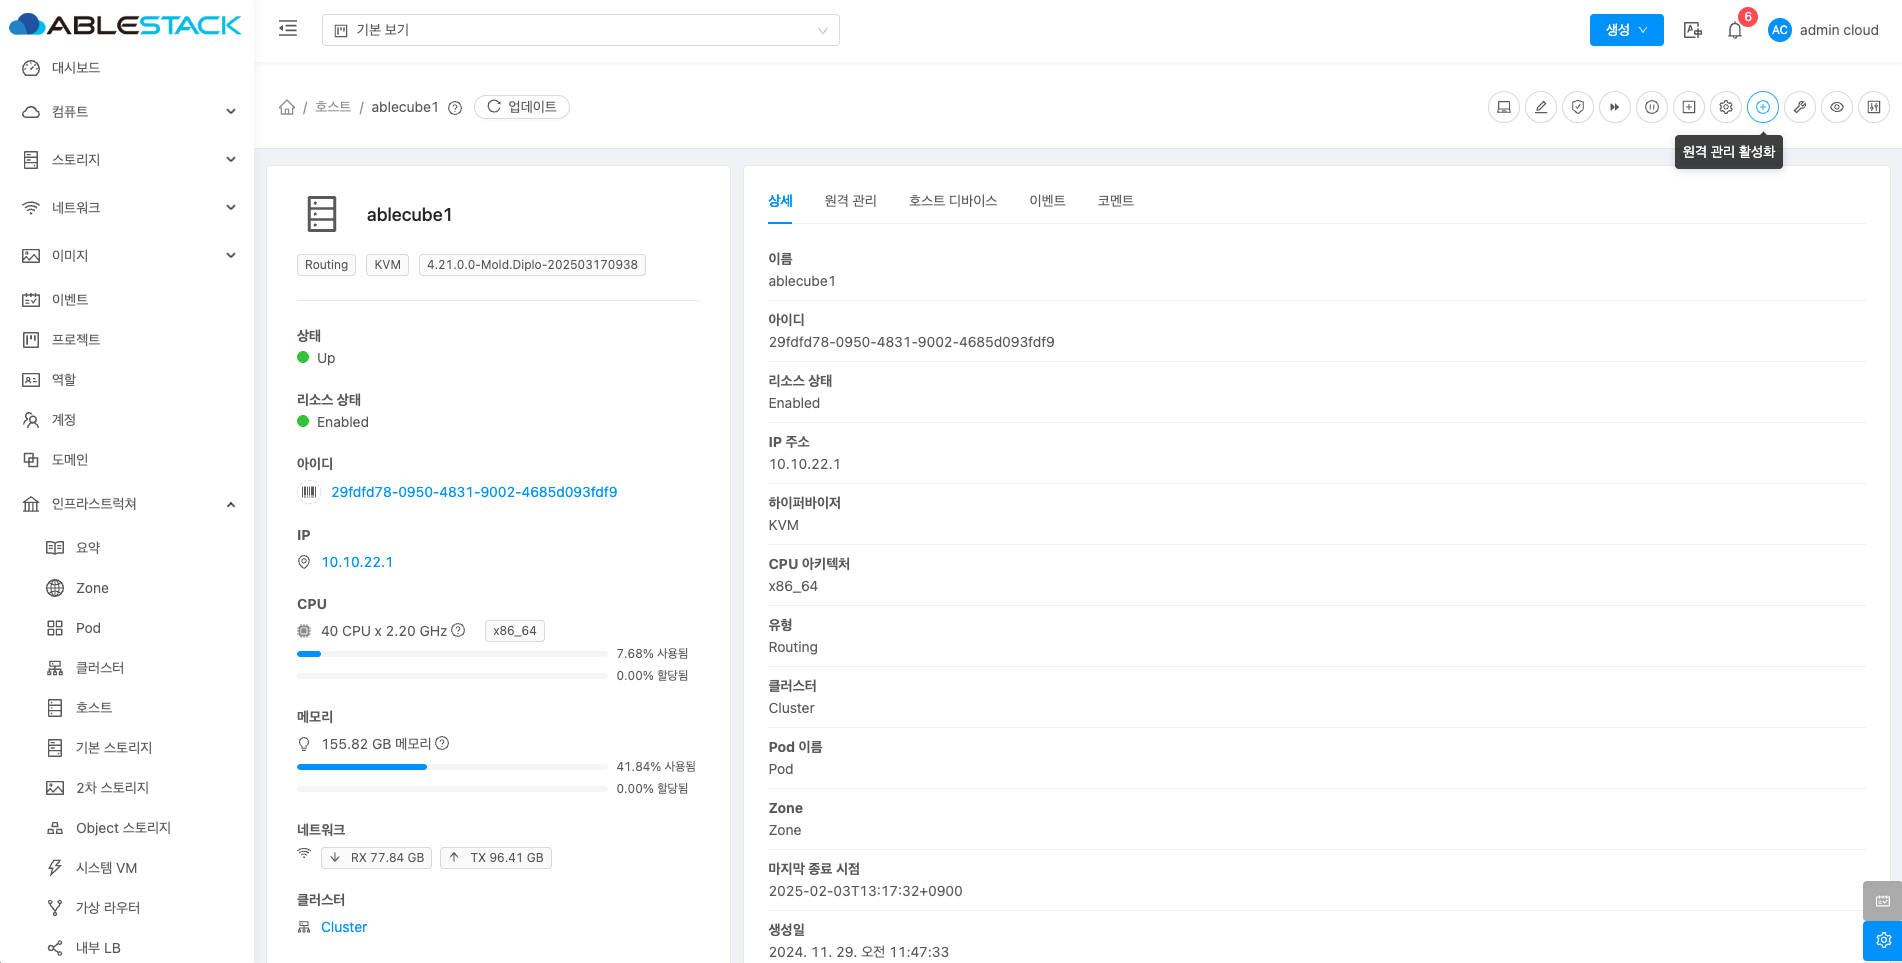 ABLESTACK
기본 보기
생성
6
AC
admin cloud
대시보드
컴퓨트
스토리지
네트워크
이미지
이벤트
프로젝트
역할
계정
도메인
인프라스트럭쳐
요약
Zone
Pod
클러스터
호스트
기본 스토리지
2차 스토리지
Object 스토리지
시스템 VM
가상 라우터
내부 LB
/ 호스트 / ablecube1
업데이트
원격 관리 활성화
ablecube1
Routing
KVM
4.21.0.0-Mold.Diplo-202503170938
상태
Up
리소스 상태
Enabled
아이디
29fdfd78-0950-4831-9002-4685d093fdf9
IP
10.10.22.1
CPU
40 CPU x 2.20 GHz
x86_64
7.68% 사용됨
0.00% 할당됨
메모리
155.82 GB 메모리
41.84% 사용됨
0.00% 할당됨
네트워크
RX 77.84 GB
TX 96.41 GB
클러스터
Cluster
상세
원격 관리
호스트 디바이스
이벤트
코멘트
이름
ablecube1
아이디
29fdfd78-0950-4831-9002-4685d093fdf9
리소스 상태
Enabled
IP 주소
10.10.22.1
하이퍼바이저
KVM
CPU 아키텍처
x86_64
유형
Routing
클러스터
Cluster
Pod 이름
Pod
Zone
Zone
마지막 종료 시점
2025-02-03T13:17:32+0900
생성일
2024. 11. 29. 오전 11:47:33